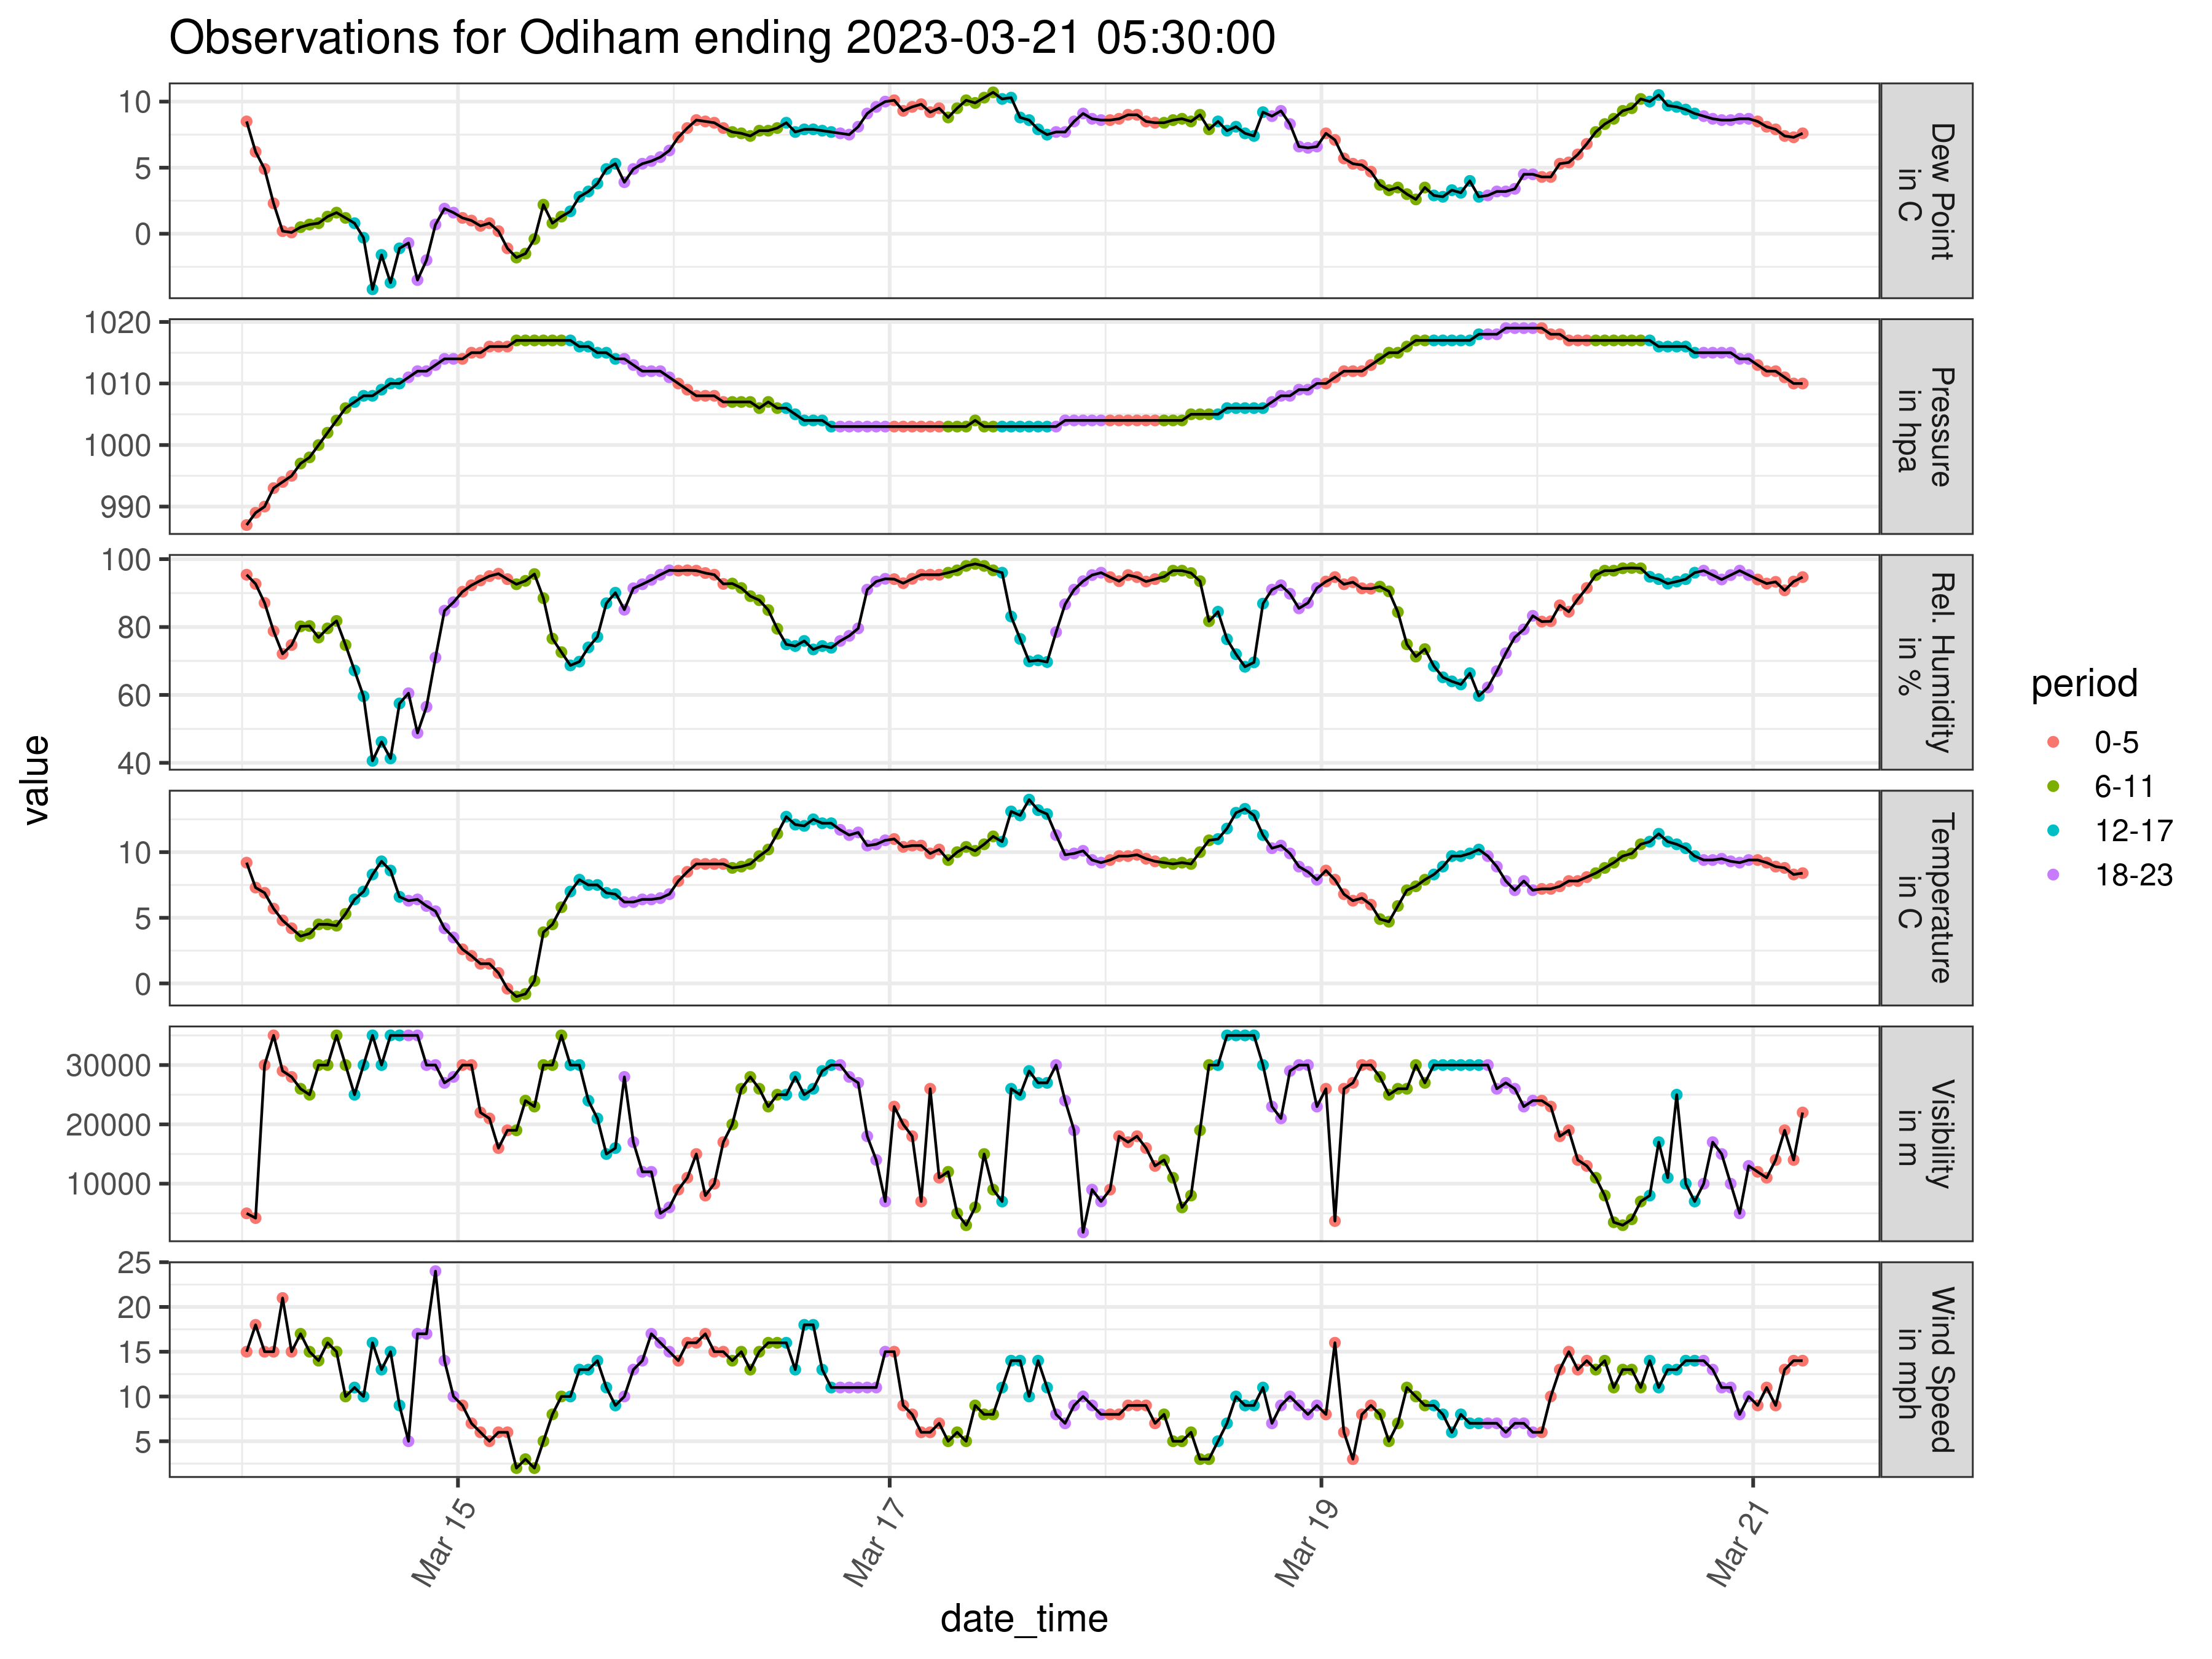 Observations for Odiham ending 2023-03-21 05:30:00
value
10
5
0
Dew Point
in C
1020
1010
1000
990
Pressure
in hpa
100
80
60
40
Rel. Humidity
in %
10
5
0
Temperature
in C
30000
20000
10000
Visibility
in m
25
20
15
10
5
Wind Speed
in mph
Mar 15
Mar 17
Mar 19
Mar 21
date_time
period
0-5
6-11
12-17
18-23